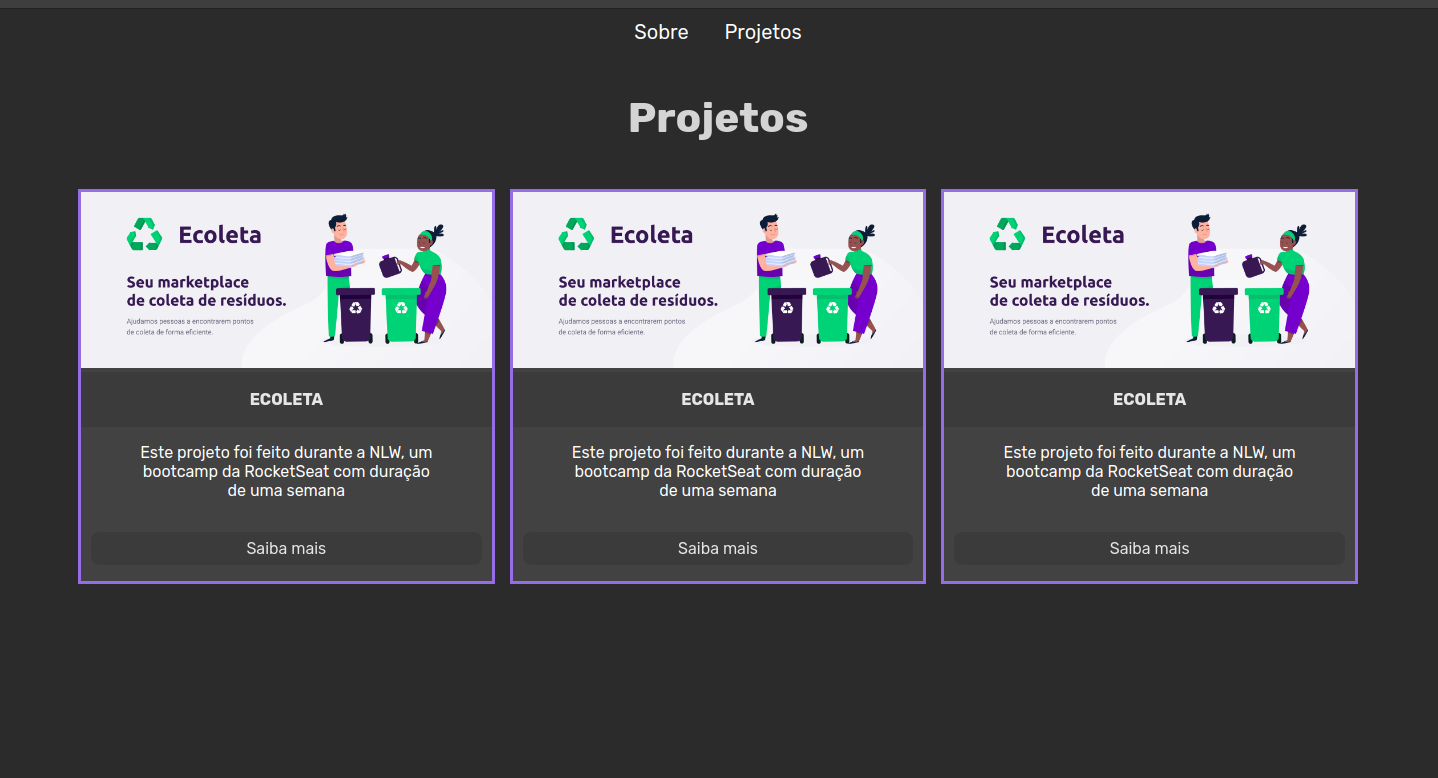 Sobre Projetos
Projetos
Ecoleta
Seu marketplace
de coleta de resíduos.
Ajudamos pessoas a encontrarem pontos
de coleta de forma eficiente.
ECOLETA
Este projeto foi feito durante a NLW, um
bootcamp da RocketSeat com duração
de uma semana
Saiba mais
Ecoleta
Seu marketplace
de coleta de resíduos.
Ajudamos pessoas a encontrarem pontos
de coleta de forma eficiente.
ECOLETA
Este projeto foi feito durante a NLW, um
bootcamp da RocketSeat com duração
de uma semana
Saiba mais
Ecoleta
Seu marketplace
de coleta de resíduos.
Ajudamos pessoas a encontrarem pontos
de coleta de forma eficiente.
ECOLETA
Este projeto foi feito durante a NLW, um
bootcamp da RocketSeat com duração
de uma semana
Saiba mais